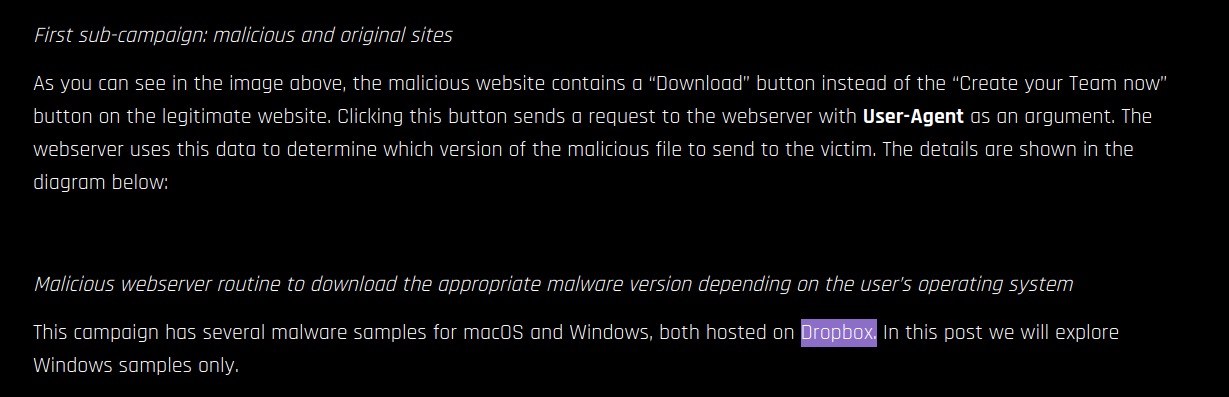 First sub-campaign: malicious and original sites
As you can see in the image above, the malicious website contains a “Download” button instead of the “Create your Team now”
button on the legitimate website. Clicking this button sends a request to the webserver with User-Agent as an argument. The
webserver uses this data to determine which version of the malicious file to send to the victim. The details are shown in the
diagram below:
Malicious webserver routine to download the appropriate malware version depending on the user’s operating system
This campaign has several malware samples for macOS and Windows, both hosted on Dropbox. In this post we will explore
Windows samples only.